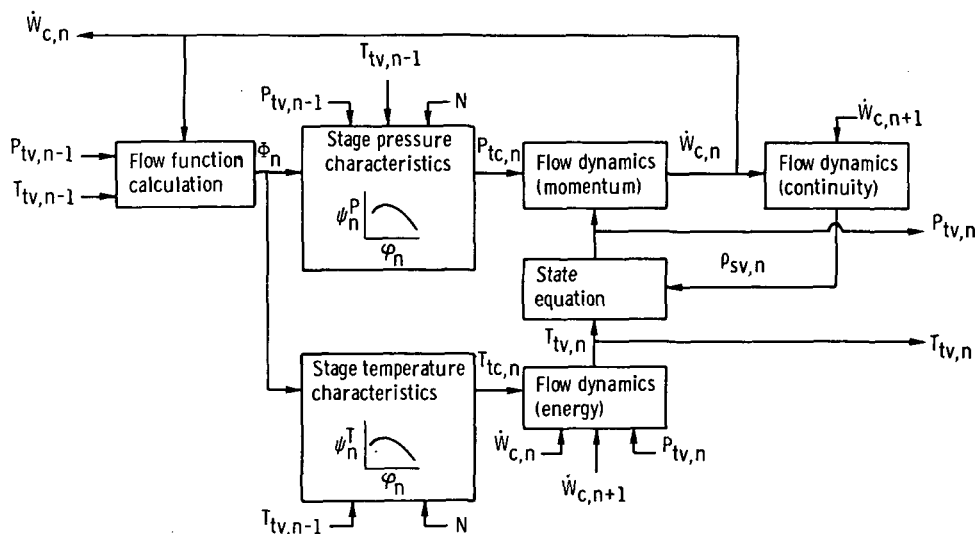 Ẇc,n
Ttv,n-1
Ptv,n-1
N
Ẇc,n+1
Ptv,n-1
Ttv,n-1
Flow function
calculation
Φn
Stage pressure
characteristics
ψnP
φn
Ptc,n
Flow dynamics
(momentum)
Ẇc,n
Flow dynamics
(continuity)
Ptv,n
ρsv,n
State
equation
Ttv,n
Ttv,n
Stage temperature
characteristics
ψnT
φn
Ttc,n
Flow dynamics
(energy)
Ẇc,n
Ẇc,n+1
Ptv,n
Ttv,n-1
N